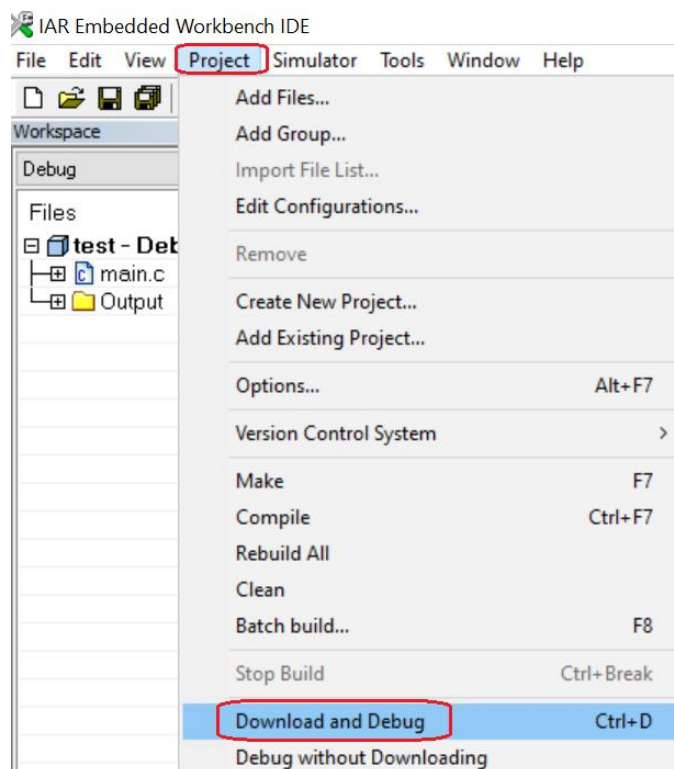 IAR Embedded Workbench IDE
File Edit View Project Simulator Tools Window Help
Workspace
Debug
Files
test - Deb
main.c
Output
Add Files...
Add Group...
Import File List...
Edit Configurations...
Remove
Create New Project...
Add Existing Project...
Options... Alt+F7
Version Control System >
Make F7
Compile Ctrl+F7
Rebuild All
Clean
Batch build... F8
Stop Build Ctrl+Break
Download and Debug Ctrl+D
Debug without Downloading